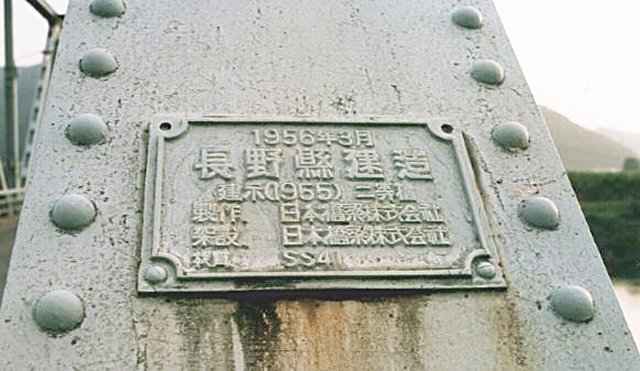 1956年3月
長野縣建造
建示(1955)二等橋
製作 日本橋梁株式会社
架設 日本橋梁株式会社
材質 SS41